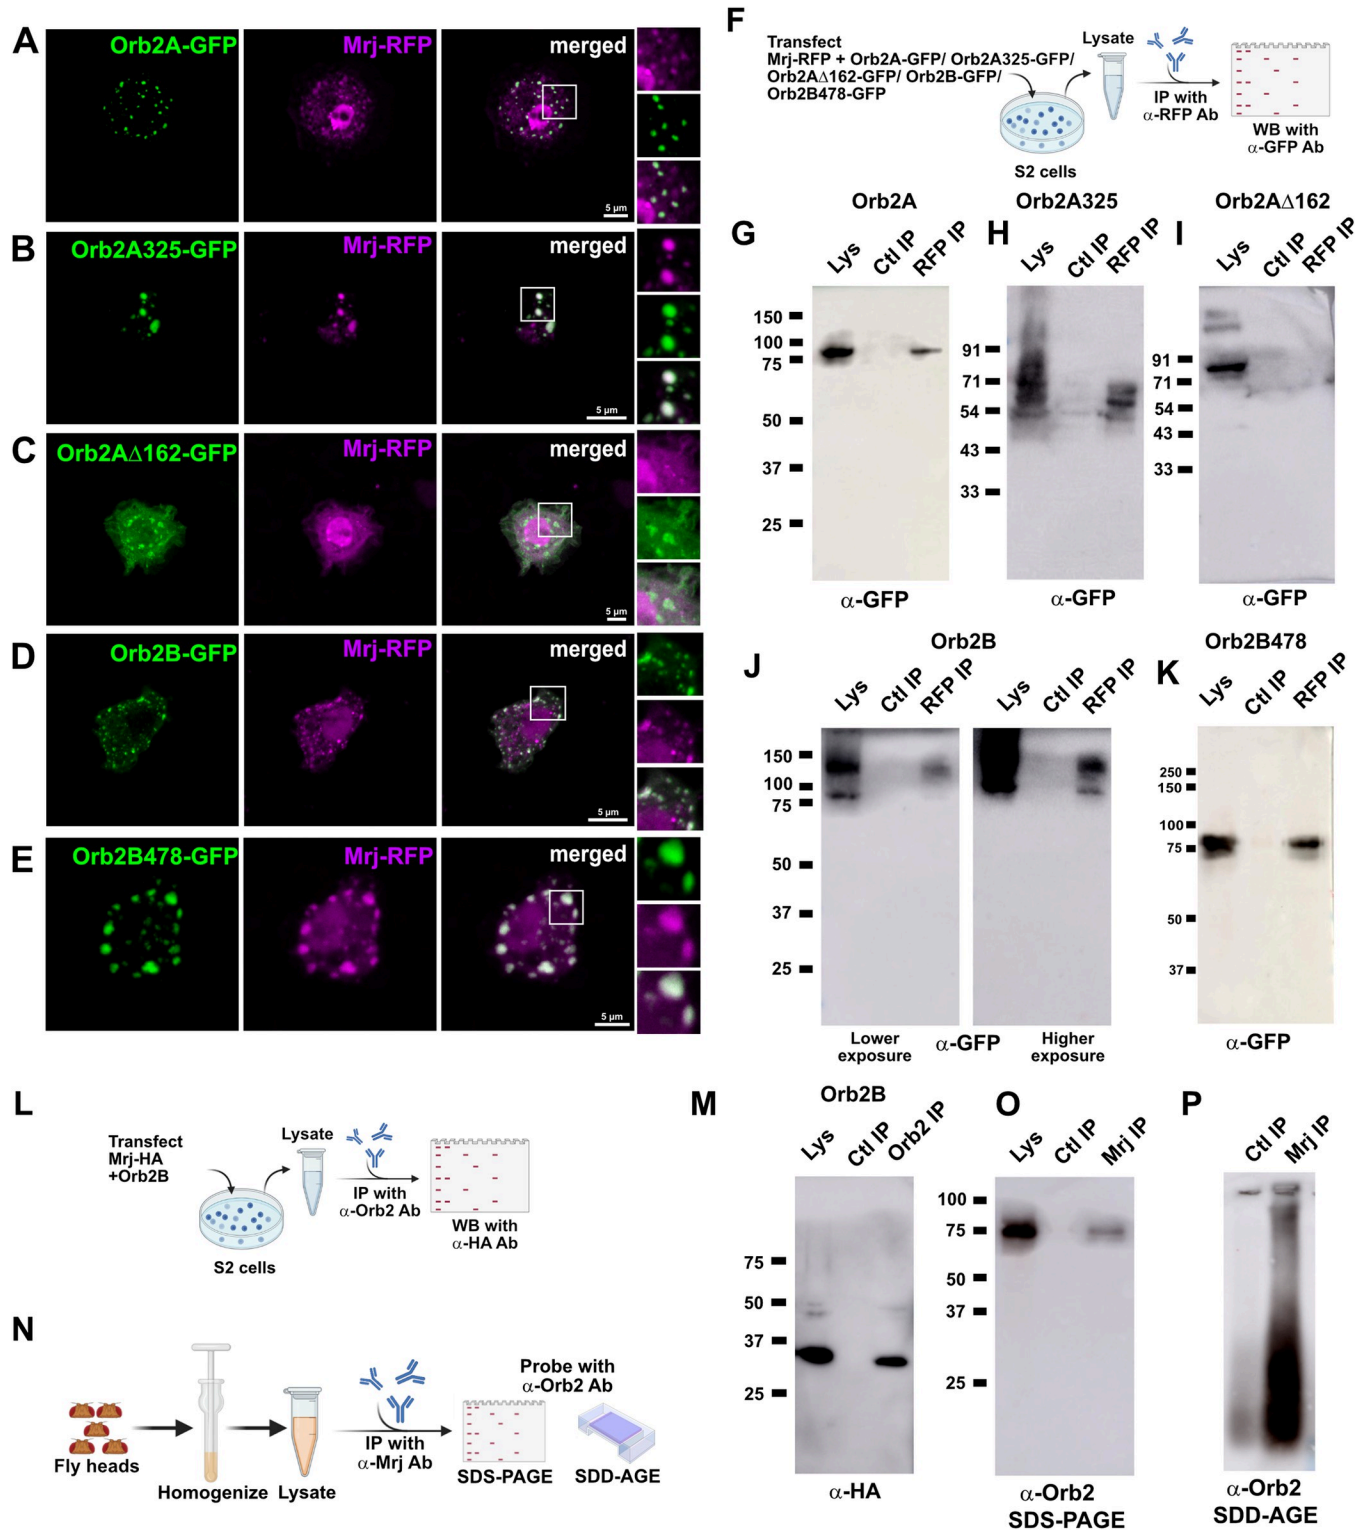 A
Orb2A-GFP
Mrj-RFP
merged
5 μm
B
Orb2A325-GFP
Mrj-RFP
merged
5 μm
C
Orb2AΔ162-GFP
Mrj-RFP
merged
5 μm
D
Orb2B-GFP
Mrj-RFP
merged
5 μm
E
Orb2B478-GFP
Mrj-RFP
merged
5 μm
F
Transfect
Mrj-RFP + Orb2A-GFP/ Orb2A325-GFP/
Orb2AΔ162-GFP/ Orb2B-GFP/
Orb2B478-GFP
S2 cells
Lysate
IP with
α-RFP Ab
WB with
α-GFP Ab
G
Orb2A
Lys
Ctl IP
RFP IP
150
100
75
50
37
25
α-GFP
H
Orb2A325
Lys
Ctl IP
RFP IP
91
71
54
43
33
α-GFP
I
Orb2AΔ162
Lys
Ctl IP
RFP IP
91
71
54
43
33
α-GFP
J
Orb2B
Lys
Ctl IP
RFP IP
Lys
Ctl IP
RFP IP
150
100
75
50
37
25
Lower
exposure
α-GFP
Higher
exposure
K
Orb2B478
Lys
Ctl IP
RFP IP
250
150
100
75
50
37
α-GFP
L
Transfect
Mrj-HA
+Orb2B
S2 cells
Lysate
IP with
α-Orb2 Ab
WB with
α-HA Ab
M
Orb2B
Lys
Ctl IP
Orb2 IP
75
50
37
25
α-HA
N
Fly heads
Homogenize
Lysate
IP with
α-Mrj Ab
Probe with
α-Orb2 Ab
SDS-PAGE
SDD-AGE
O
Lys
Ctl IP
Mrj IP
100
75
50
37
25
α-Orb2
SDS-PAGE
P
Ctl IP
Mrj IP
α-Orb2
SDD-AGE